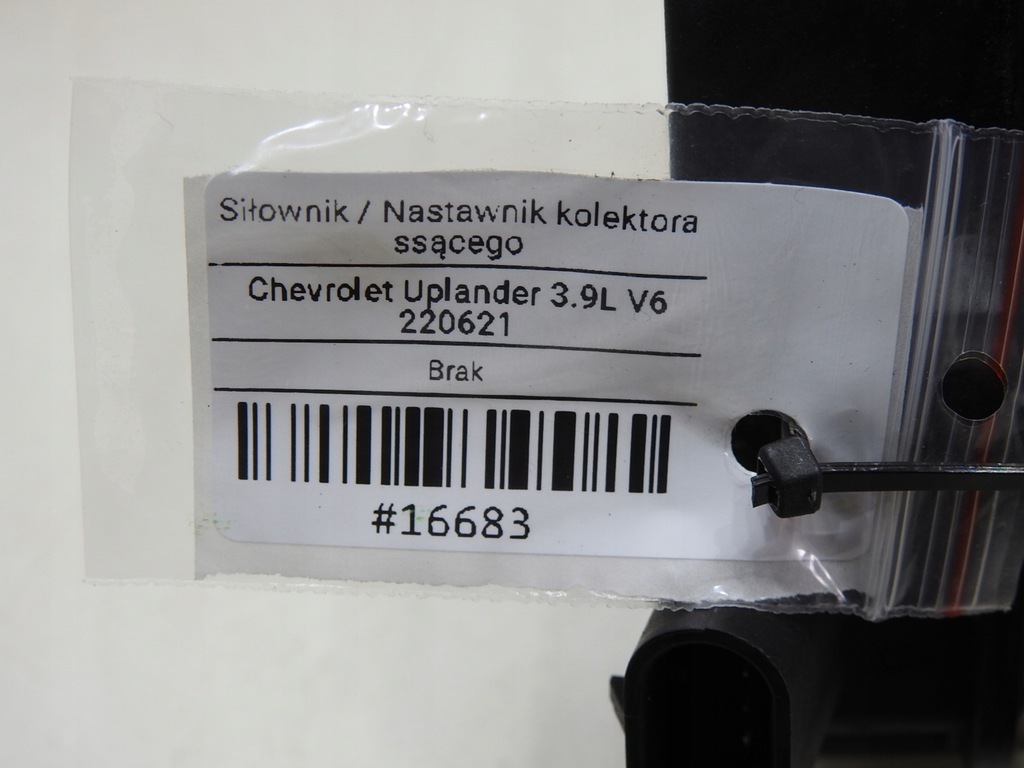 Siłownik / Nastawnik kolektora
ssącego
Chevrolet Uplander 3.9L V6
220621
Brak
#16683